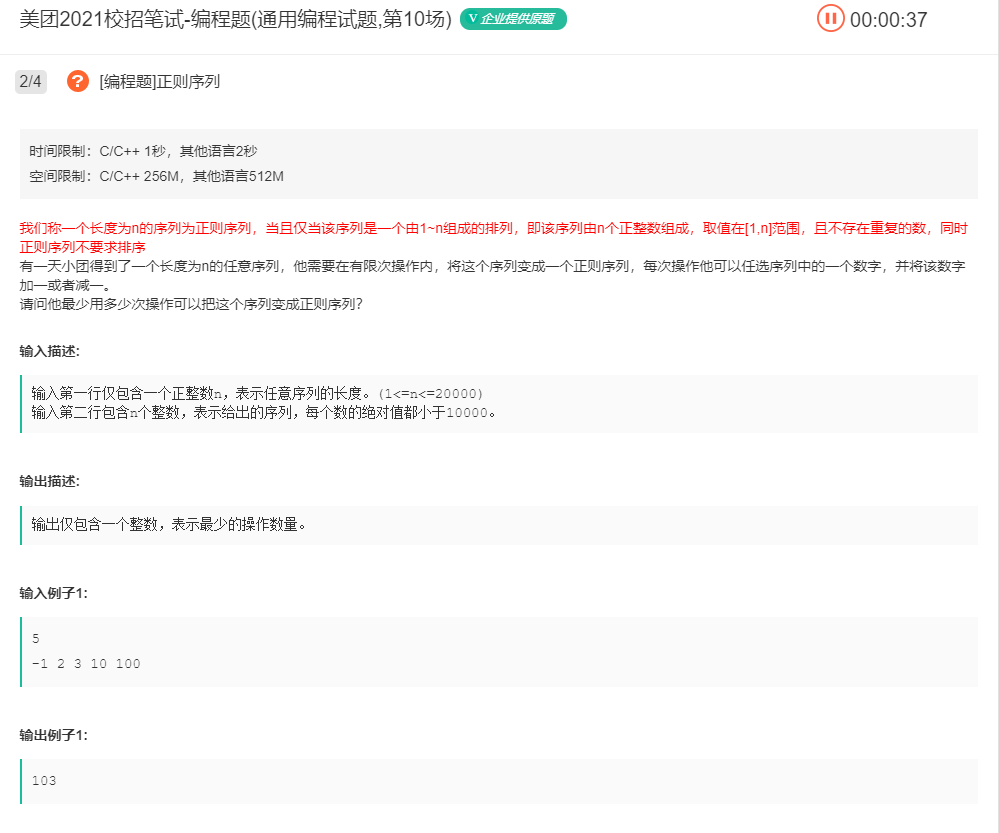 美团2021校招笔试-编程题(通用编程试题,第10场)
V 企业提供原题
00:00:37
2/4
?
[编程题]正则序列
时间限制：C/C++ 1秒，其他语言2秒
空间限制：C/C++ 256M，其他语言512M
我们称一个长度为n的序列为正则序列，当且仅当该序列是一个由1~n组成的排列，即该序列由n个正整数组成，取值在[1,n]范围，且不存在重复的数，同时
正则序列不要求排序
有一天小团得到了一个长度为n的任意序列，他需要在有限次操作内，将这个序列变成一个正则序列，每次操作他可以任选序列中的一个数字，并将该数字
加一或者减一。
请问他最少用多少次操作可以把这个序列变成正则序列?
输入描述:
输入第一行仅包含一个正整数n，表示任意序列的长度。(1<=n<=20000)
输入第二行包含n个整数，表示给出的序列，每个数的绝对值都小于10000。
输出描述:
输出仅包含一个整数，表示最少的操作数量。
输入例子1:
5
-1 2 3 10 100
输出例子1:
103